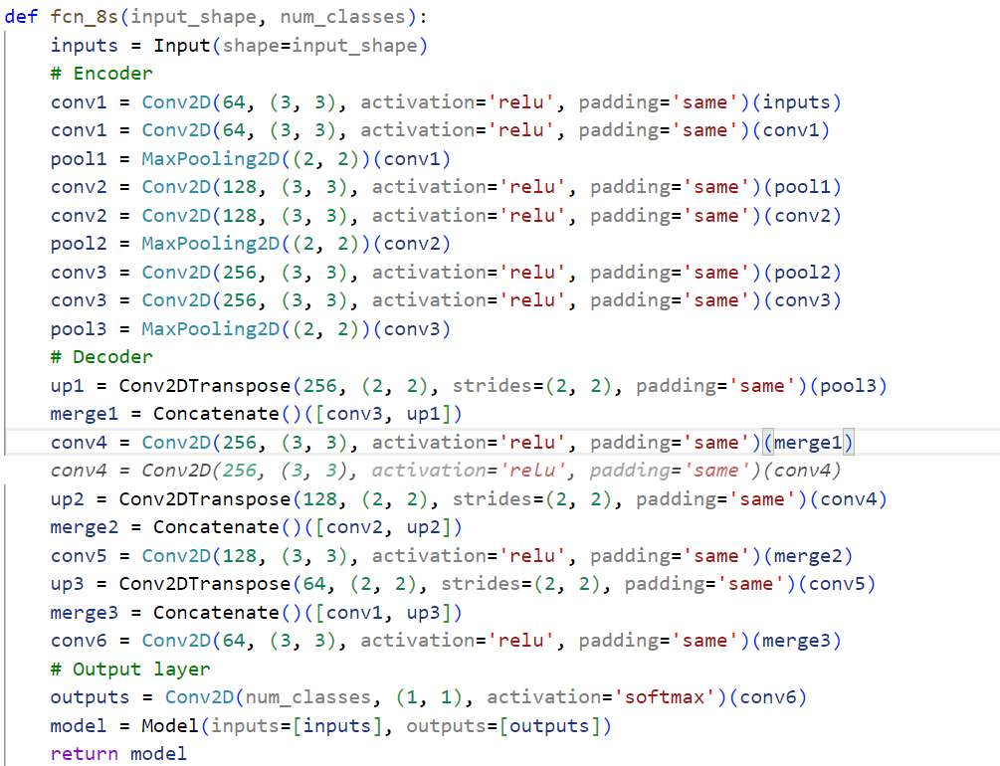 def fcn_8s(input_shape, num_classes):
    inputs = Input(shape=input_shape)
    # Encoder
    conv1 = Conv2D(64, (3, 3), activation='relu', padding='same')(inputs)
    conv1 = Conv2D(64, (3, 3), activation='relu', padding='same')(conv1)
    pool1 = MaxPooling2D((2, 2))(conv1)
    conv2 = Conv2D(128, (3, 3), activation='relu', padding='same')(pool1)
    conv2 = Conv2D(128, (3, 3), activation='relu', padding='same')(conv2)
    pool2 = MaxPooling2D((2, 2))(conv2)
    conv3 = Conv2D(256, (3, 3), activation='relu', padding='same')(pool2)
    conv3 = Conv2D(256, (3, 3), activation='relu', padding='same')(conv3)
    pool3 = MaxPooling2D((2, 2))(conv3)
    # Decoder
    up1 = Conv2DTranspose(256, (2, 2), strides=(2, 2), padding='same')(pool3)
    merge1 = Concatenate()([conv3, up1])
    conv4 = Conv2D(256, (3, 3), activation='relu', padding='same')(merge1)
    conv4 = Conv2D(256, (3, 3), activation='relu', padding='same')(conv4)
    up2 = Conv2DTranspose(128, (2, 2), strides=(2, 2), padding='same')(conv4)
    merge2 = Concatenate()([conv2, up2])
    conv5 = Conv2D(128, (3, 3), activation='relu', padding='same')(merge2)
    up3 = Conv2DTranspose(64, (2, 2), strides=(2, 2), padding='same')(conv5)
    merge3 = Concatenate()([conv1, up3])
    conv6 = Conv2D(64, (3, 3), activation='relu', padding='same')(merge3)
    # Output layer
    outputs = Conv2D(num_classes, (1, 1), activation='softmax')(conv6)
    model = Model(inputs=[inputs], outputs=[outputs])
    return model